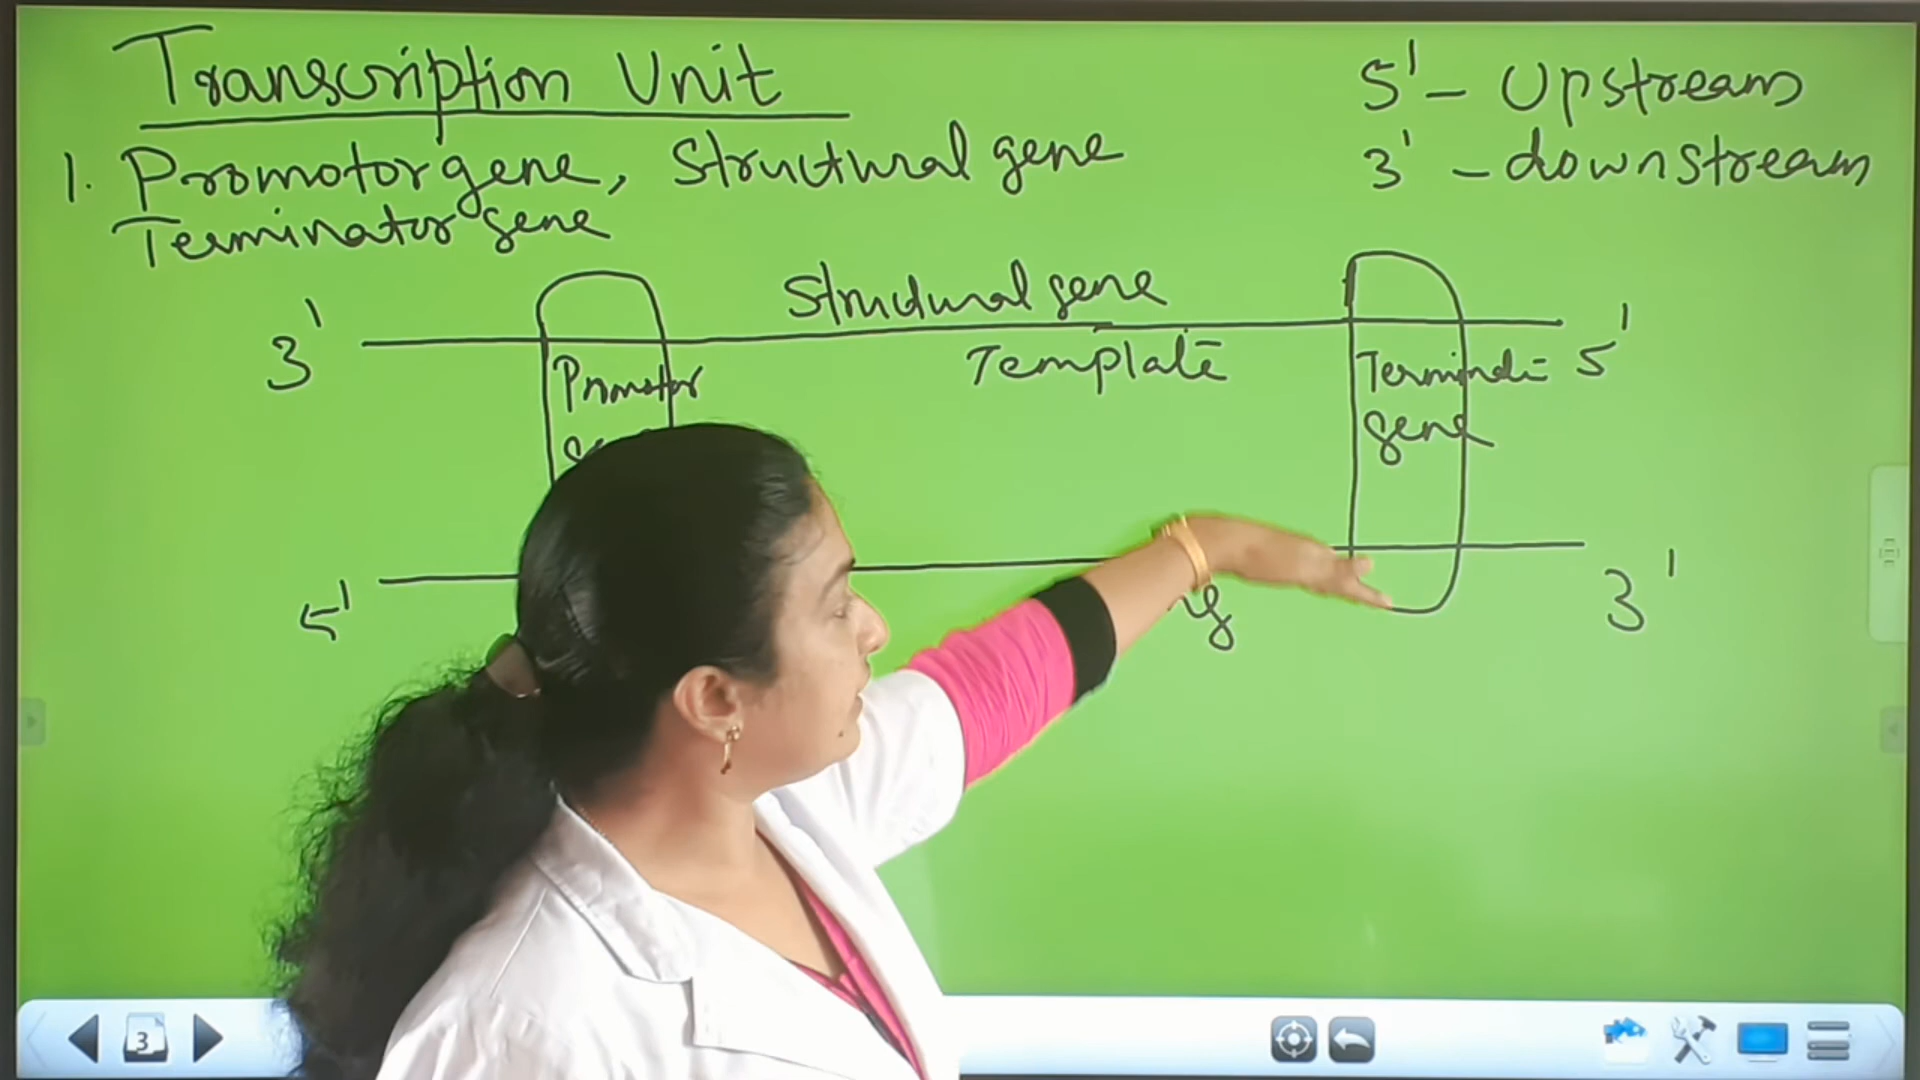 Transcription Unit
5' - Upstream
3' - downstream
1. Promotor gene, Structural gene
Terminator gene
Structural gene
3'
5'
Template
Promotor
gene
5'
3'
3